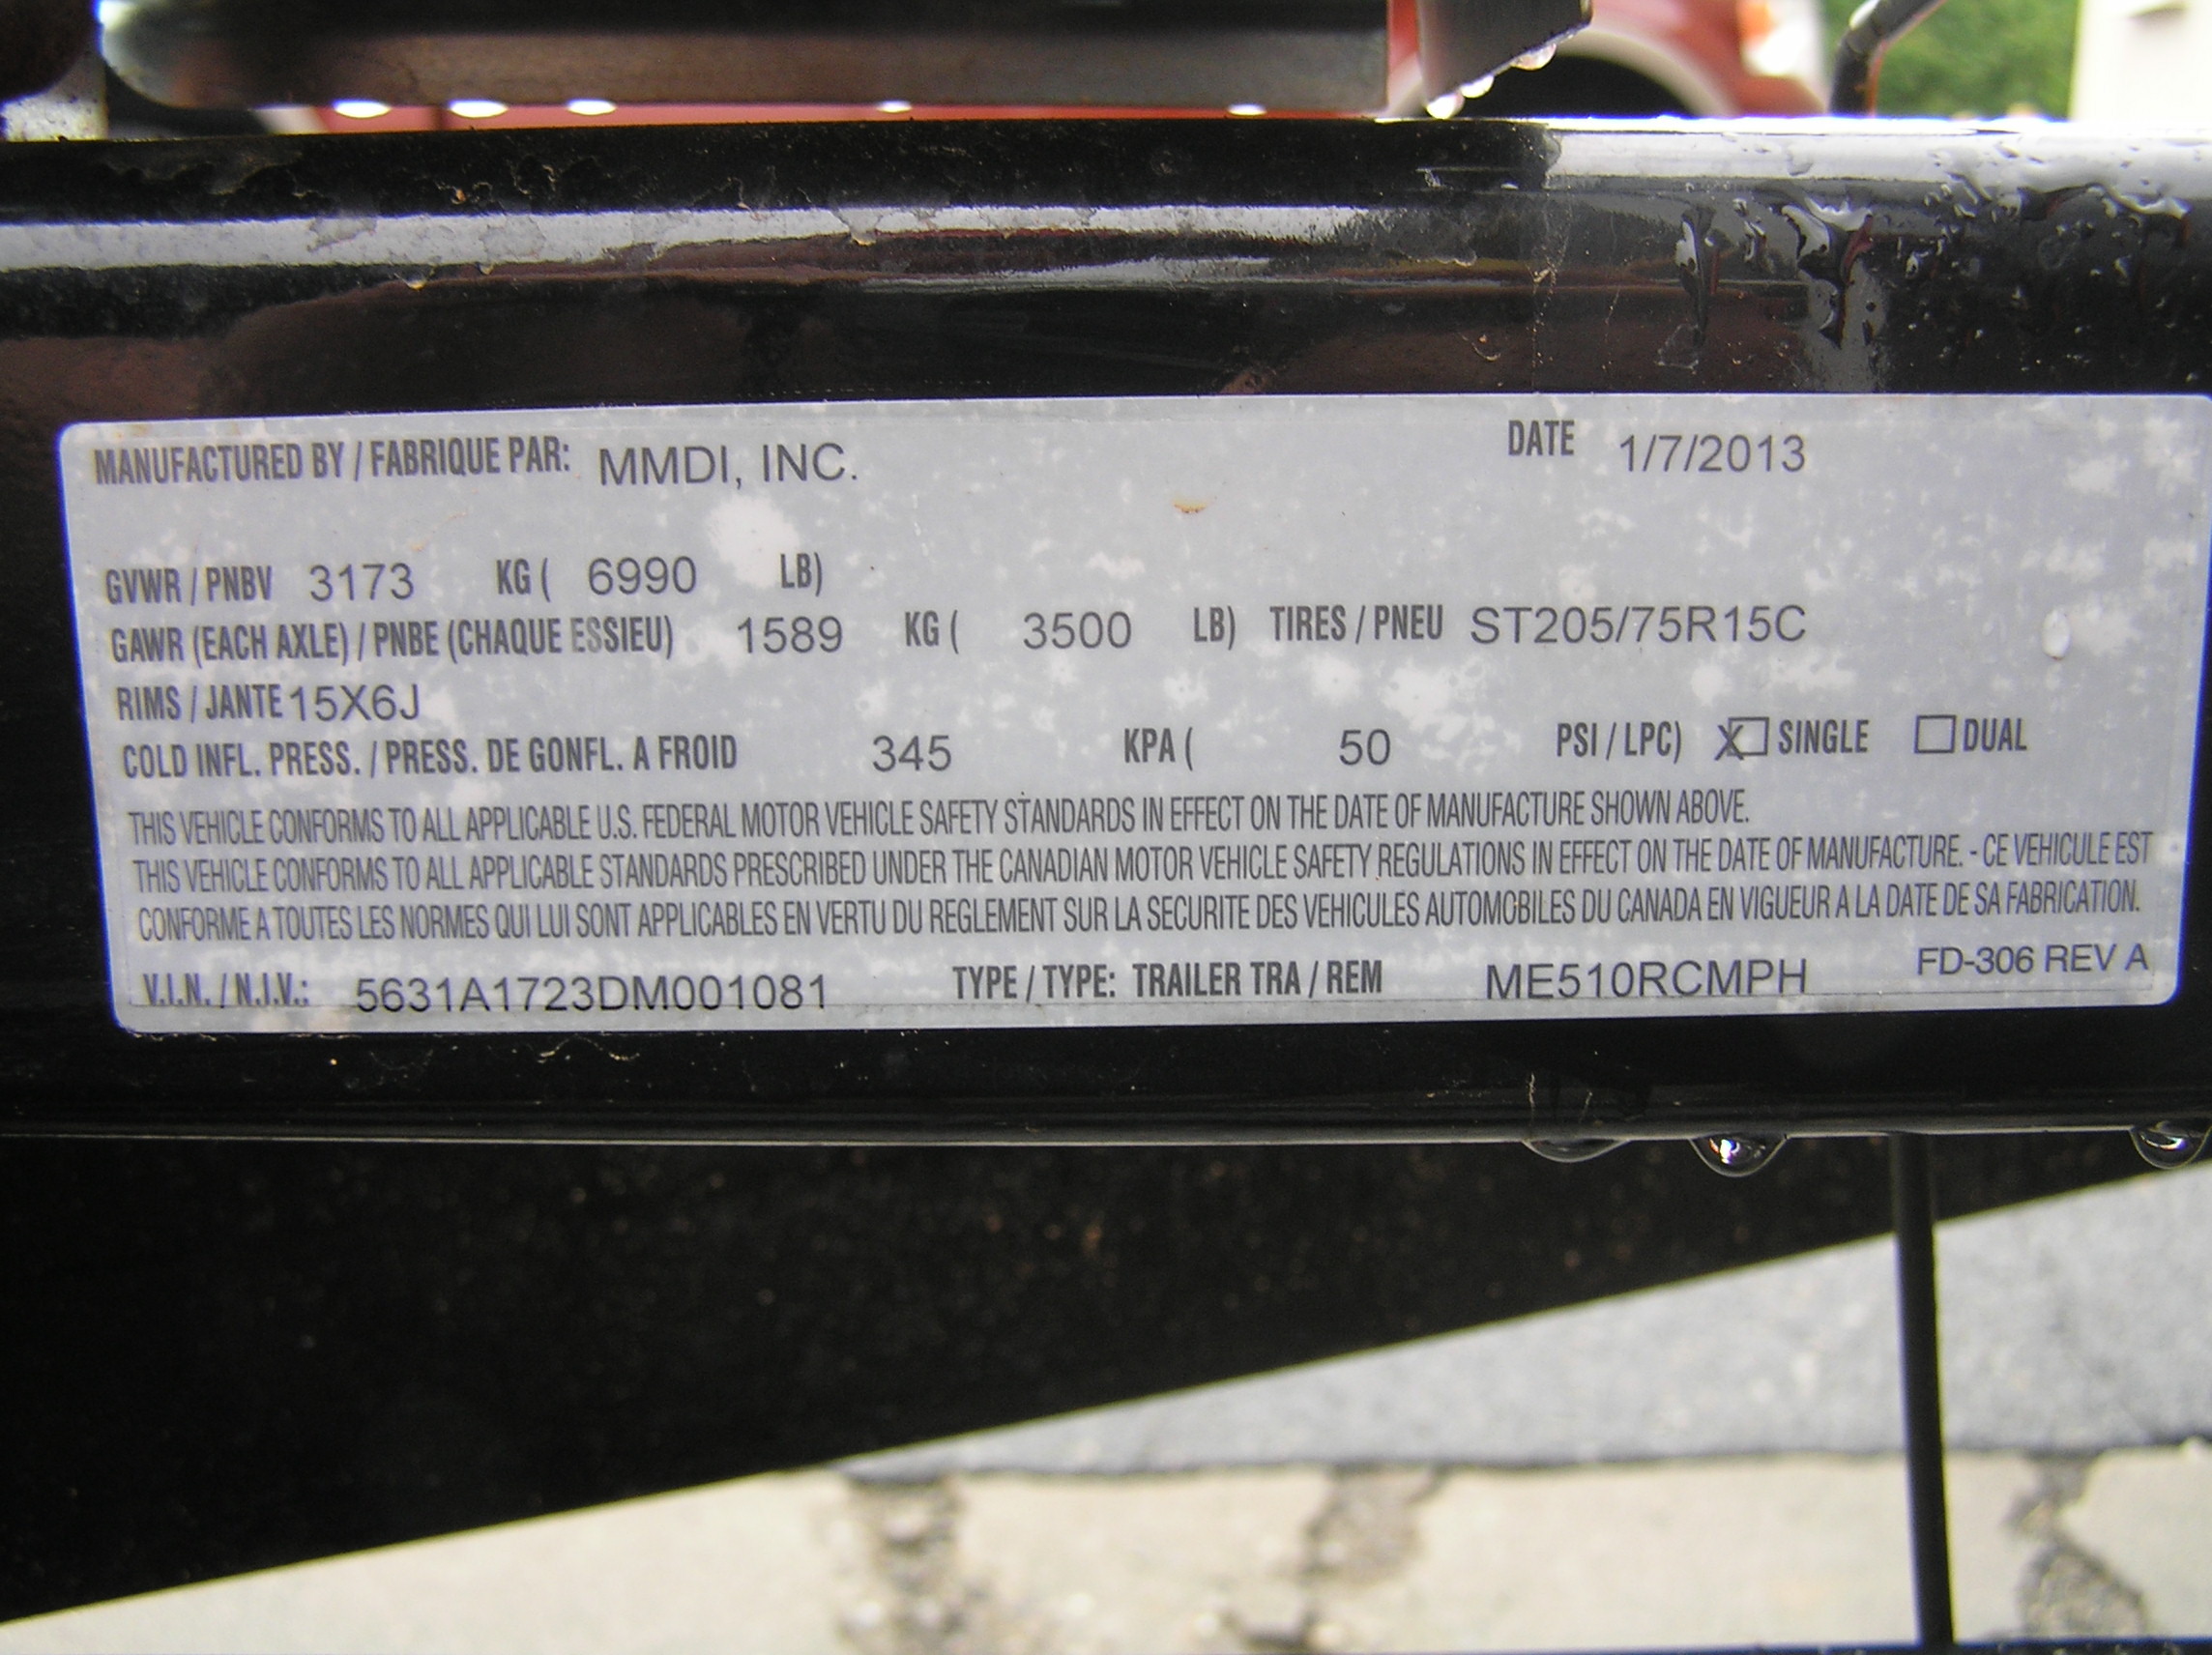 MANUFACTURED BY / FABRIQUE PAR: MMDI, INC. DATE 1/7/2013
GVWR / PNBV 3173 KG ( 6990 LB)
GAWR (EACH AXLE) / PNBE (CHAQUE ESSIEU) 1589 KG ( 3500 LB) TIRES / PNEU ST205/75R15C
RIMS / JANTE 15X6J
COLD INFL. PRESS. / PRESS. DE GONFL. A FROID 345 KPA ( 50 PSI / LPC) X☐ SINGLE ☐ DUAL
THIS VEHICLE CONFORMS TO ALL APPLICABLE U.S. FEDERAL MOTOR VEHICLE SAFETY STANDARDS IN EFFECT ON THE DATE OF MANUFACTURE SHOWN ABOVE.
THIS VEHICLE CONFORMS TO ALL APPLICABLE STANDARDS PRESCRIBED UNDER THE CANADIAN MOTOR VEHICLE SAFETY REGULATIONS IN EFFECT ON THE DATE OF MANUFACTURE. - CE VEHICULE EST
CONFORME A TOUTES LES NORMES QUI LUI SONT APPLICABLES EN VERTU DU REGLEMENT SUR LA SECURITE DES VEHICULES AUTOMOBILES DU CANADA EN VIGUEUR A LA DATE DE SA FABRICATION.
V.I.N. / N.I.V.: 5631A1723DM001081 TYPE / TYPE: TRAILER TRA / REM ME510RCMPH FD-306 REV A